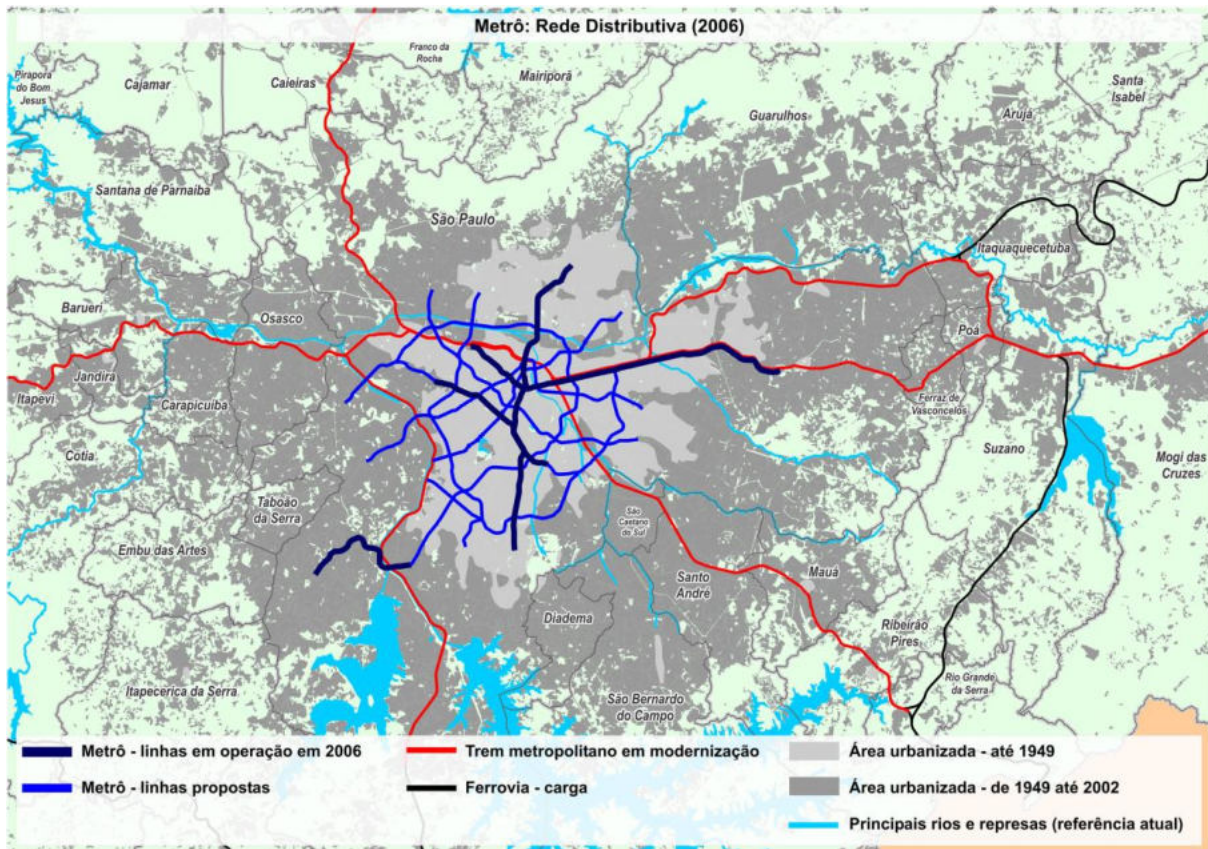 Metrô: Rede Distributiva (2006)
Franco da
Rocha
Pirapora
do Bom
Jesus
Cajamar
Caieiras
Mairiporã
Santa
Isabel
Guarulhos
Arujá
Santana de Parnaíba
São Paulo
Itaquaquecetuba
Barueri
Osasco
Poá
Jandira
Itapevi
Carapicuíba
Ferraz de
Vasconcelos
Cotia
Suzano
Mogi das
Cruzes
Taboão
da Serra
São
Caetano
do Sul
Embu das Artes
Santo
André
Mauá
Diadema
Ribeirão
Pires
Itapecerica da Serra
Rio Grande
da Serra
São Bernardo
do Campo
Metrô - linhas em operação em 2006
Metrô - linhas propostas
Trem metropolitano em modernização
Ferrovia - carga
Área urbanizada - até 1949
Área urbanizada - de 1949 até 2002
Principais rios e represas (referência atual)